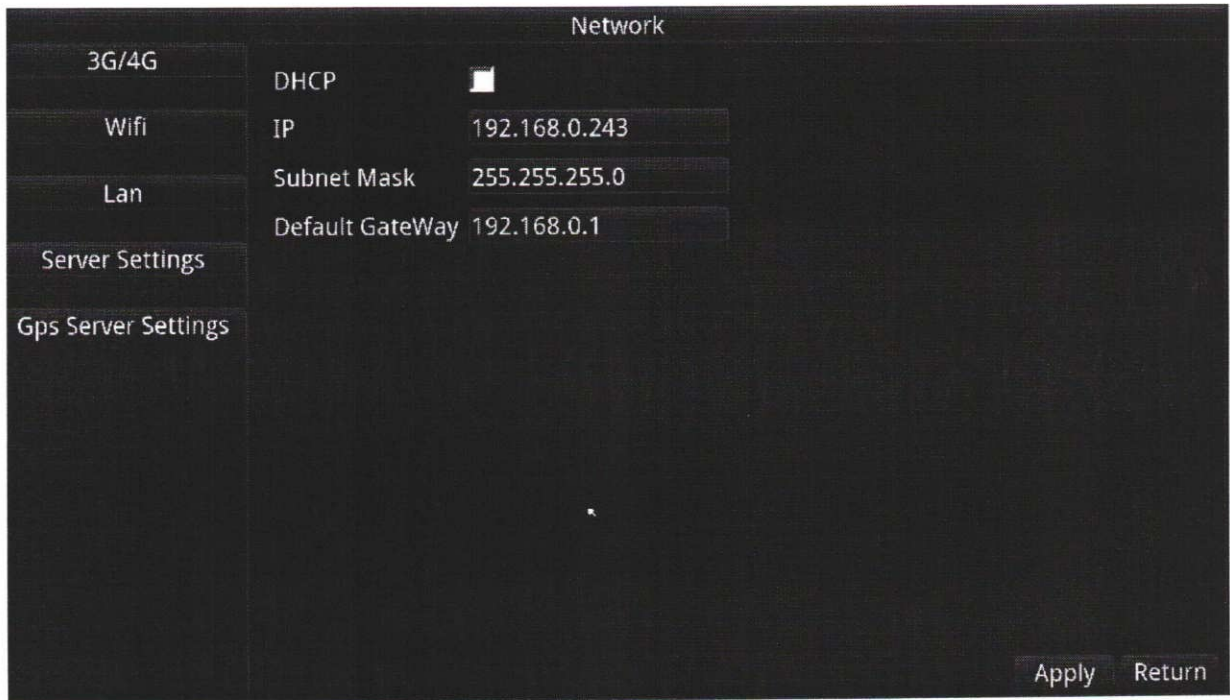 Network
3G/4G
Wifi
Lan
Server Settings
Gps Server Settings
DHCP
IP 192.168.0.243
Subnet Mask 255.255.255.0
Default GateWay 192.168.0.1
Apply Return